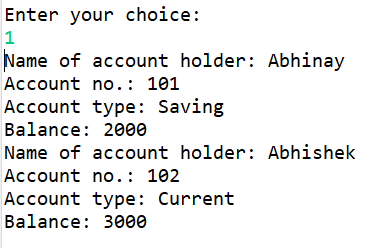 Enter your choice:
1
Name of account holder: Abhinay
Account no.: 101
Account type: Saving
Balance: 2000
Name of account holder: Abhishek
Account no.: 102
Account type: Current
Balance: 3000